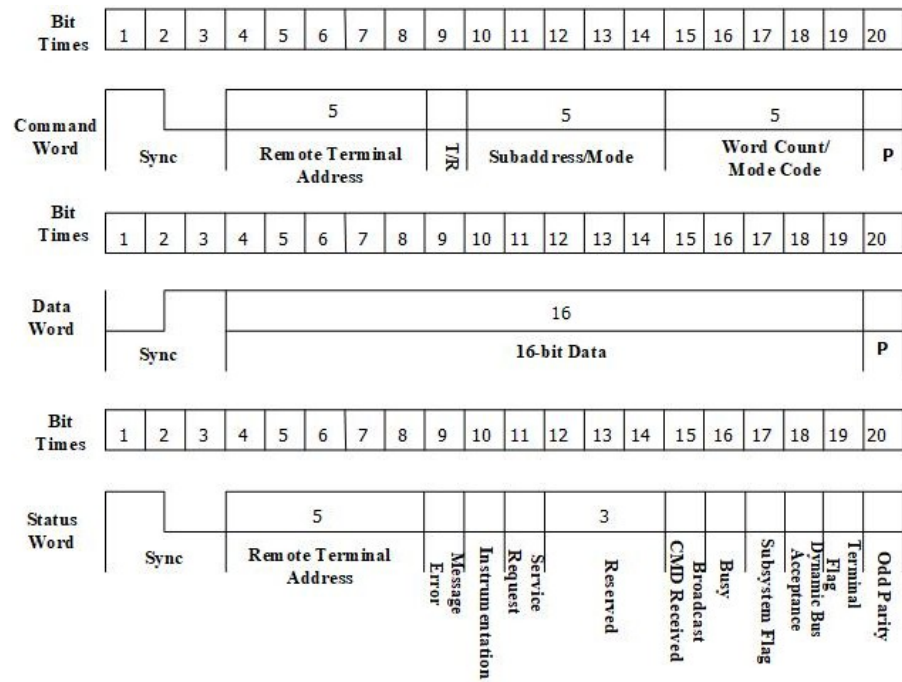 Bit Times
1 2 3 4 5 6 7 8 9 10 11 12 13 14 15 16 17 18 19 20
Command Word
5 5 5
Sync
Remote Terminal Address
T/R
Subaddress/Mode
Word Count/ Mode Code
P
Bit Times
1 2 3 4 5 6 7 8 9 10 11 12 13 14 15 16 17 18 19 20
Data Word
16
Sync
16-bit Data
P
Bit Times
1 2 3 4 5 6 7 8 9 10 11 12 13 14 15 16 17 18 19 20
Status Word
5 3
Sync
Remote Terminal Address
Message Error
Instrumentation
Service Request
Reserved
Broadcast CMD Received
Busy
Subsystem Flag
Dynamic Bus Acceptance
Terminal Flag
Odd Parity